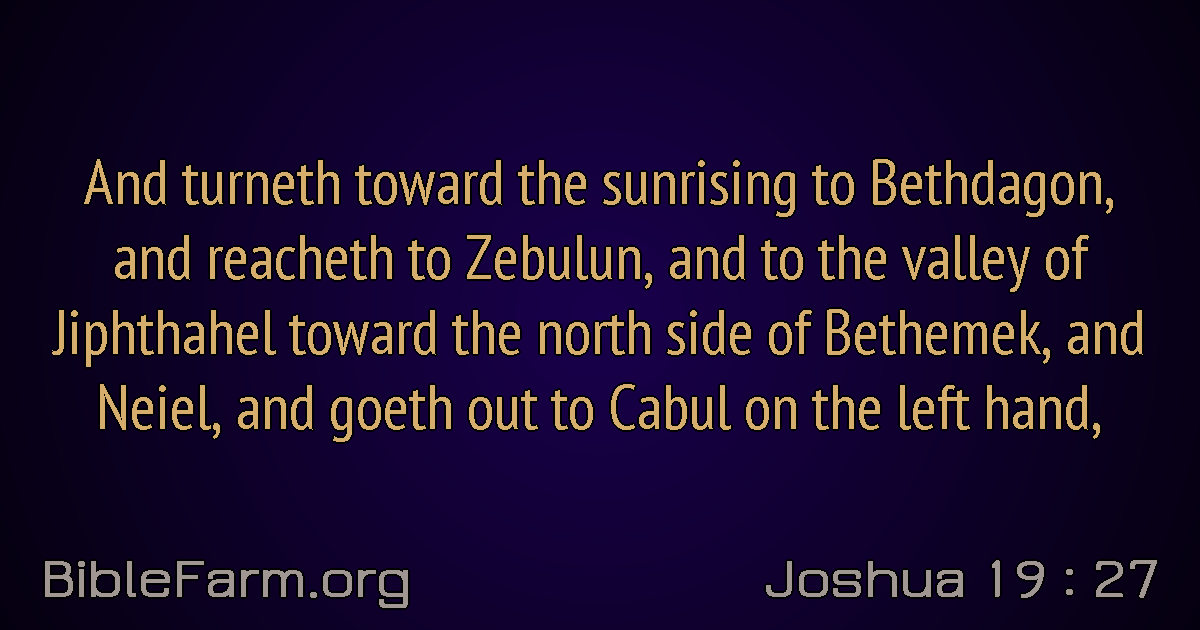 And turneth toward the sunrising to Bethdagon,
and reacheth to Zebulun, and to the valley of
Jiphthahel toward the north side of Bethemek, and
Neiel, and goeth out to Cabul on the left hand,
BibleFarm.org
Joshua 19 : 27